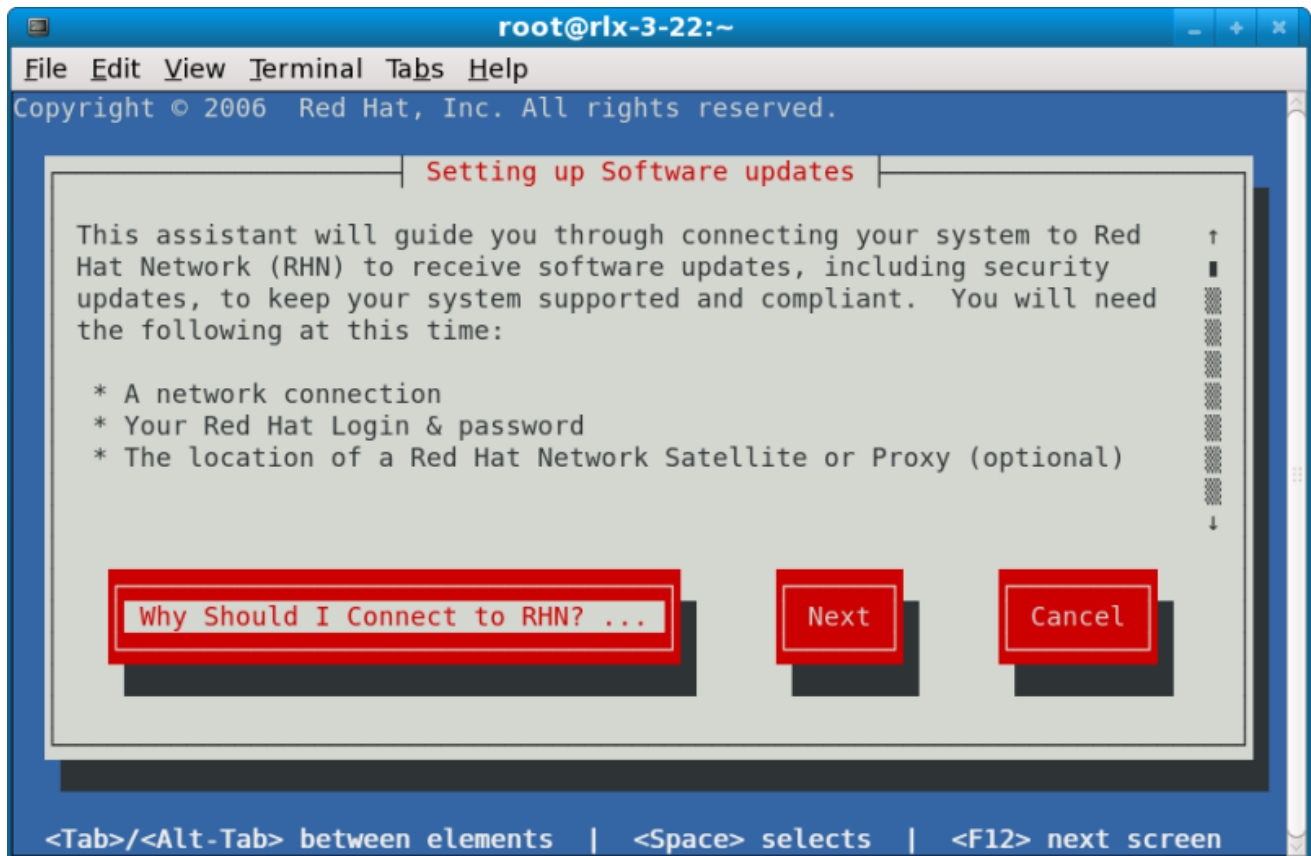 root@rlx-3-22:~
File Edit View Terminal Tabs Help
Copyright © 2006 Red Hat, Inc. All rights reserved.
Setting up Software updates
This assistant will guide you through connecting your system to Red
Hat Network (RHN) to receive software updates, including security
updates, to keep your system supported and compliant. You will need
the following at this time:
* A network connection
* Your Red Hat Login & password
* The location of a Red Hat Network Satellite or Proxy (optional)
Why Should I Connect to RHN? ... Next Cancel
<Tab>/<Alt-Tab> between elements | <Space> selects | <F12> next screen